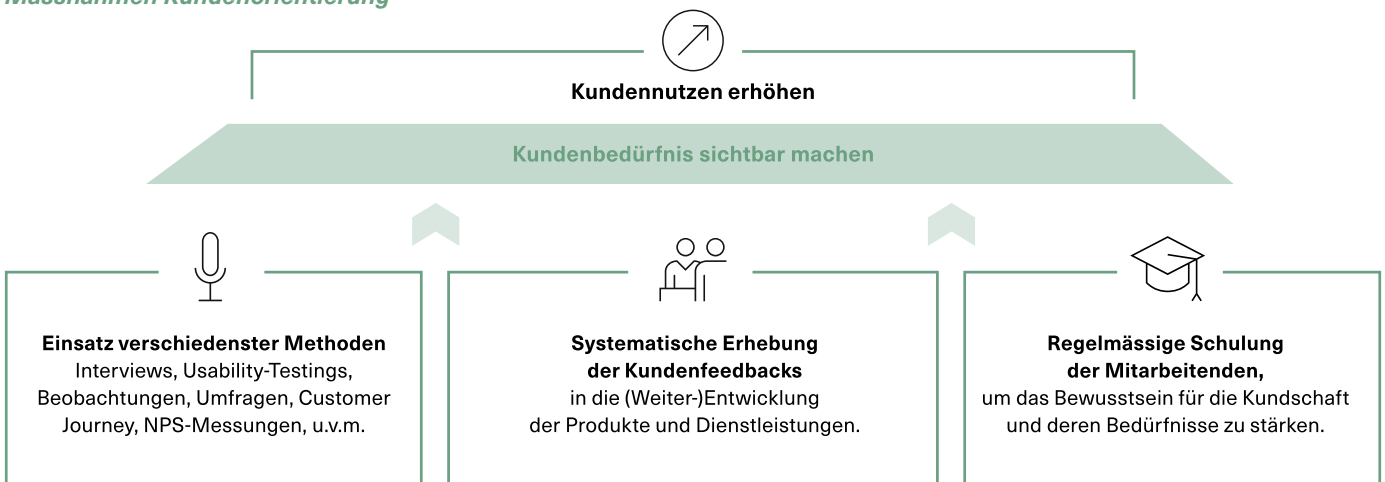 Massnahmen Kundenorientierung
Kundennutzen erhöhen
Kundenbedürfnis sichtbar machen
Einsatz verschiedenster Methoden
Interviews, Usability-Testings,
Beobachtungen, Umfragen, Customer
Journey, NPS-Messungen, u.v.m.
Systematische Erhebung
der Kundenfeedbacks
in die (Weiter-)Entwicklung
der Produkte und Dienstleistungen.
Regelmässige Schulung
der Mitarbeitenden,
um das Bewusstsein für die Kundschaft
und deren Bedürfnisse zu stärken.